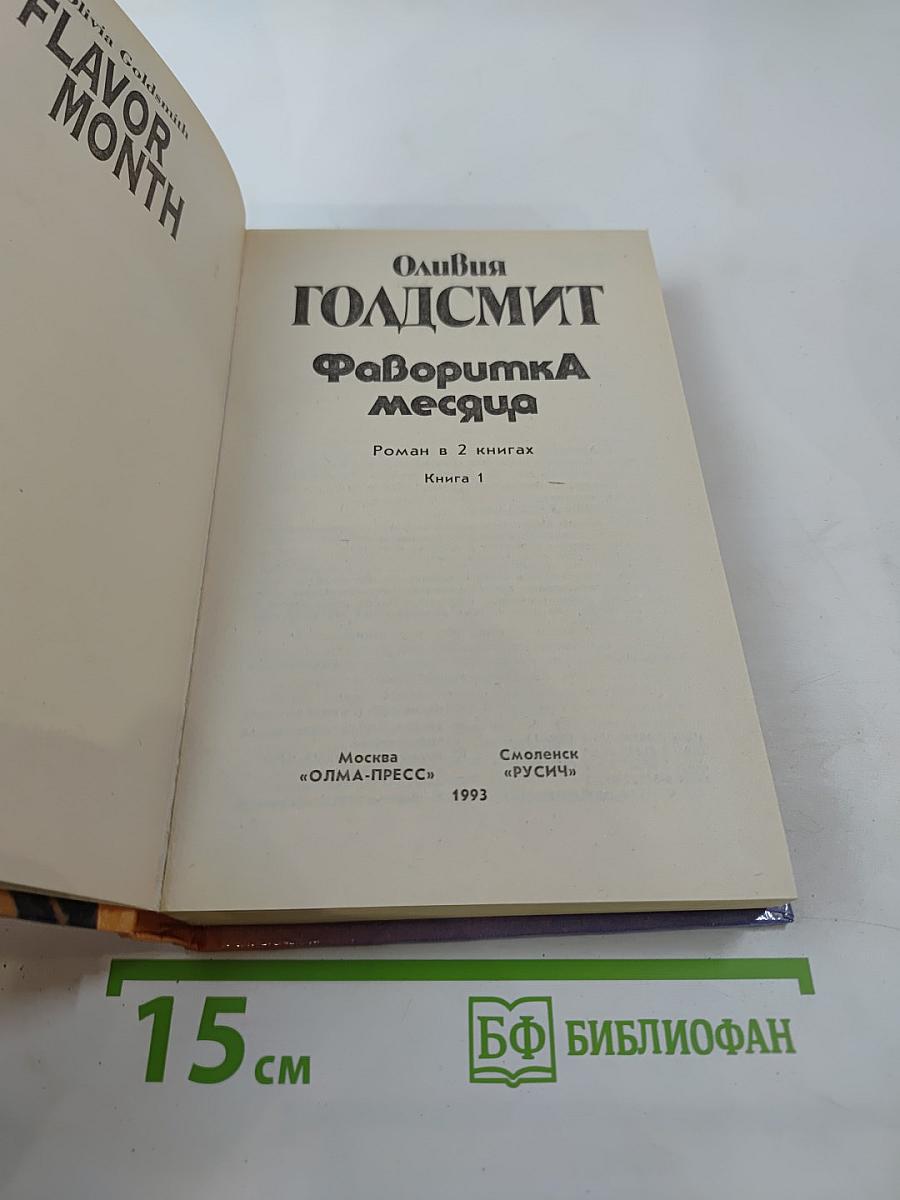 Olivia Goldsmith
FLAVOR
MONTH
Оливия
ГОЛДСМИТ
Фаворитка
месяца
Роман в 2 книгах
Книга 1
Москва
«ОЛМА-ПРЕСС»
Смоленск
«РУСИЧ»
1993
15 см
БФ БИБЛИОФАН